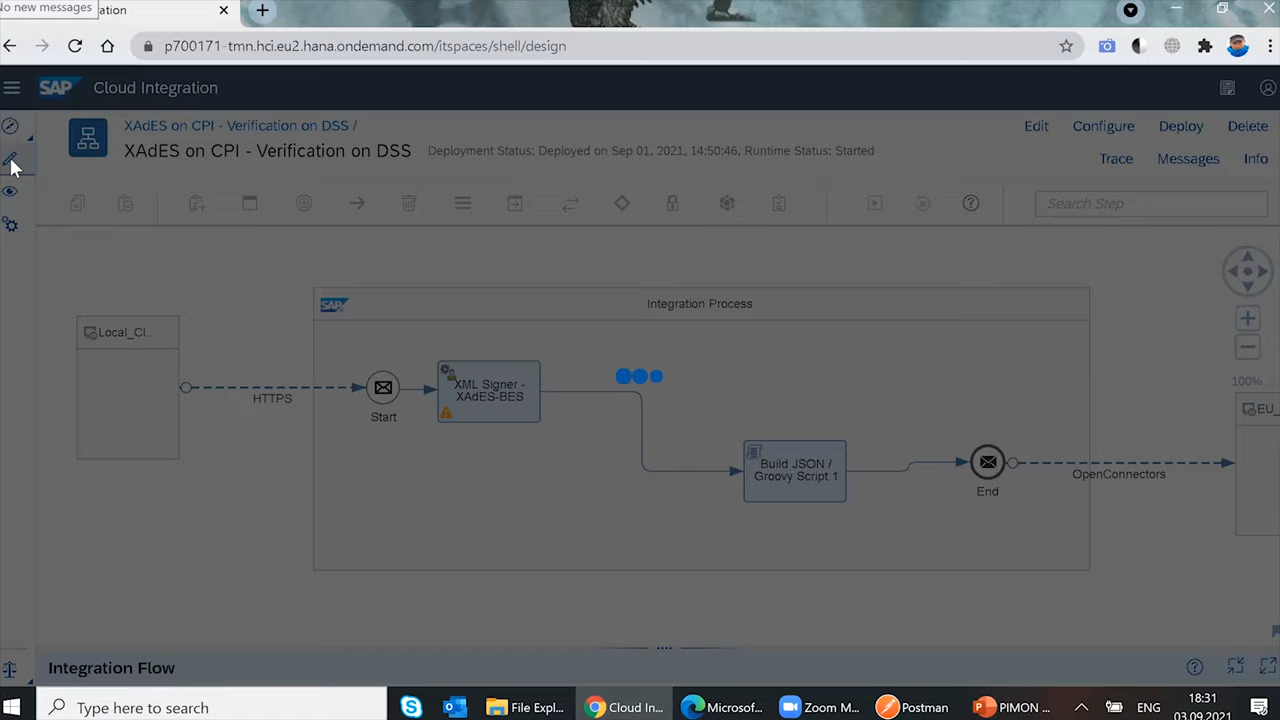 No new messages
ation
p700171-tmn.hci.eu2.hana.ondemand.com/itspaces/shell/design
SAP Cloud Integration
XAdES on CPI - Verification on DSS /
XAdES on CPI - Verification on DSS
Deployment Status: Deployed on Sep 01, 2021, 14:50:46, Runtime Status: Started
Edit Configure Deploy Delete
Trace Messages Info
Search Step
SAP Integration Process
Local_CI...
HTTPS
Start
XML Signer -
XAdES-BES
Build JSON /
Groovy Script 1
End
OpenConnectors
EU_
100%
Integration Flow
Type here to search
File Expl...
Cloud In...
Microsof...
Zoom M...
Postman
PIMON ...
ENG
18:31
03.09.2021